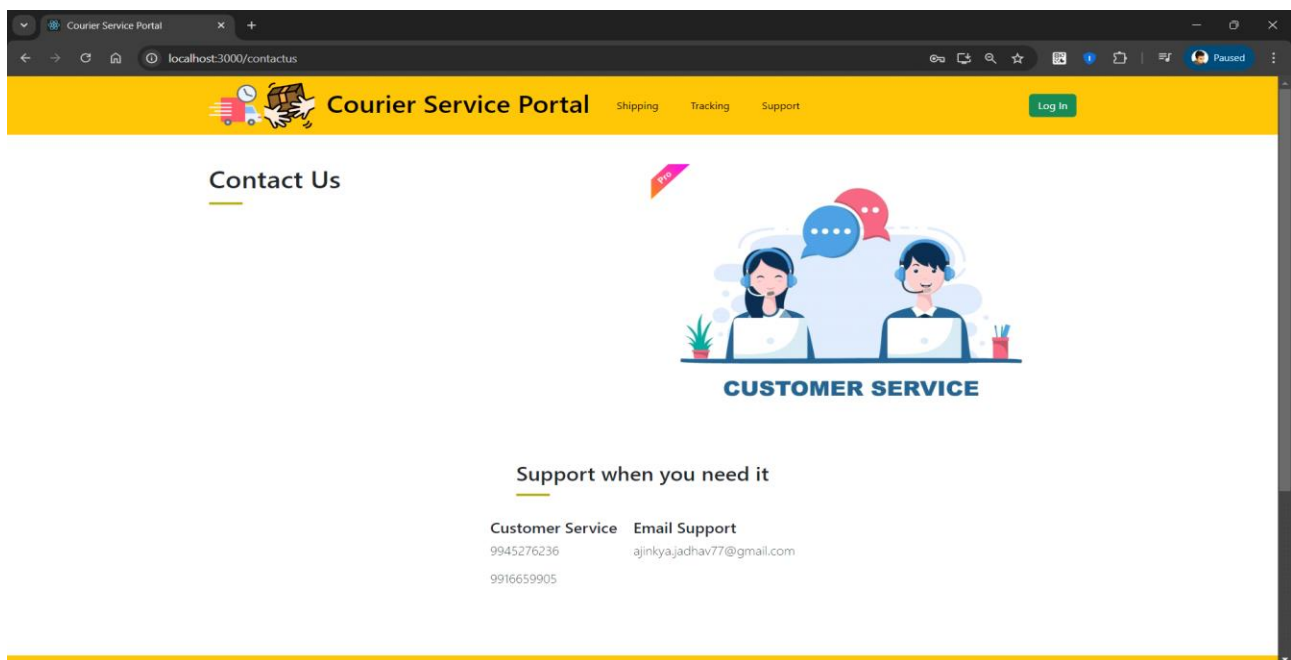 Courier Service Portal
localhost:3000/contactus
Paused
Courier Service Portal
Shipping Tracking Support
Log In
Contact Us
Pro
CUSTOMER SERVICE
Support when you need it
Customer Service Email Support
9945276236 ajinkya.jadhav77@gmail.com
9916659905